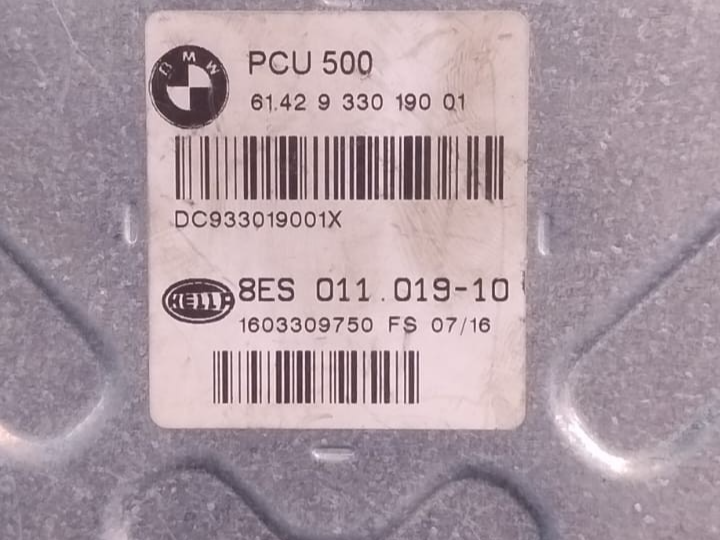 BMW
PCU 500
61.42 9 330 190 01
DC933019001X
HELLA
8ES 011.019-10
1603309750 FS 07/16